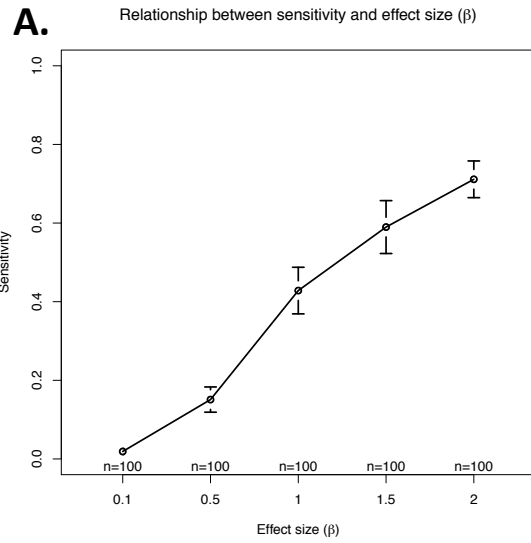 A.
Relationship between sensitivity and effect size (β)
1.0
0.8
0.6
0.4
0.2
0.0
Sensitivity
n=100 n=100 n=100 n=100 n=100
0.1 0.5 1 1.5 2
Effect size (β)